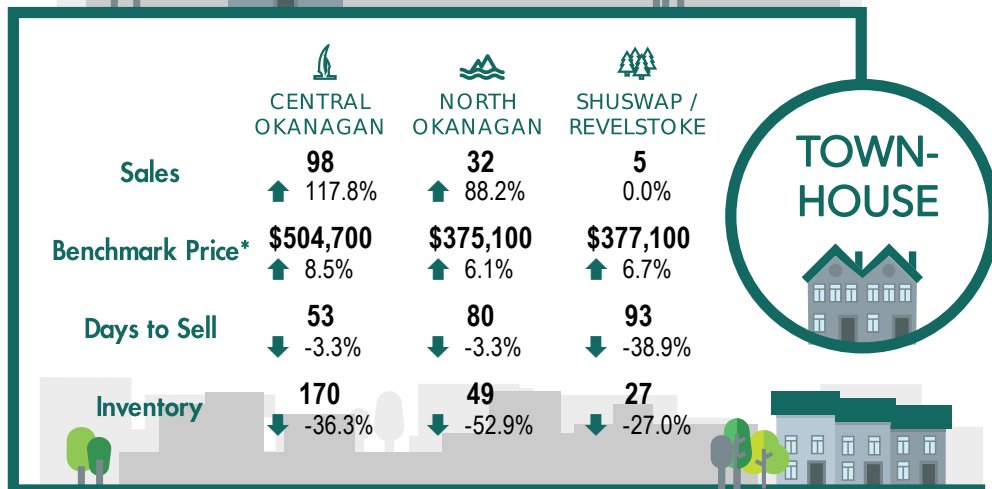 CENTRAL OKANAGAN
NORTH OKANAGAN
SHUSWAP / REVELSTOKE
TOWN-
HOUSE
Sales
98
32
5
117.8%
88.2%
0.0%
Benchmark Price*
$504,700
$375,100
$377,100
8.5%
6.1%
6.7%
Days to Sell
53
80
93
-3.3%
-3.3%
-38.9%
Inventory
170
49
27
-36.3%
-52.9%
-27.0%